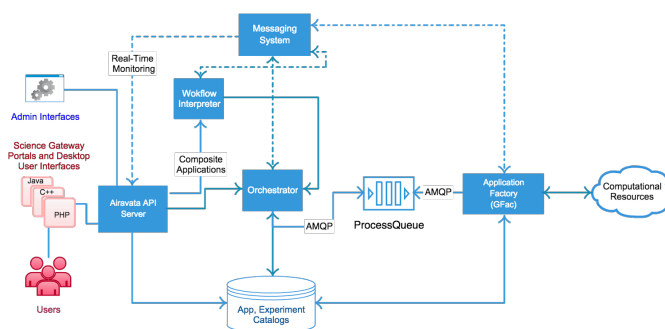 Messaging
System
Real-Time
Monitoring
Wokflow
Interpreter
Admin Interfaces
Science Gateway
Portals and Desktop
User Interfaces
Java
C++
PHP
Composite
Applications
Airavata API
Server
Orchestrator
AMQP
ProcessQueue
AMQP
Application
Factory
(GFac)
Computational
Resources
Users
App, Experiment
Catalogs